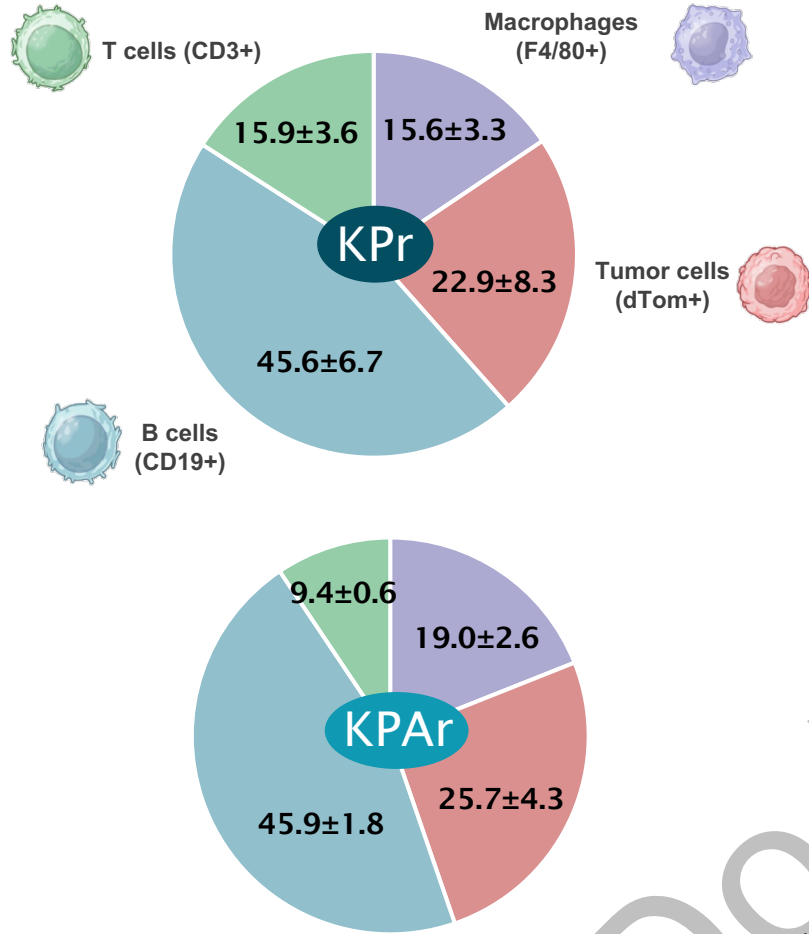 T cells (CD3+)
Macrophages
(F4/80+)
15.9±3.6
15.6±3.3
KPr
Tumor cells
(dTom+)
22.9±8.3
45.6±6.7
B cells
(CD19+)
9.4±0.6
19.0±2.6
KPAr
25.7±4.3
45.9±1.8